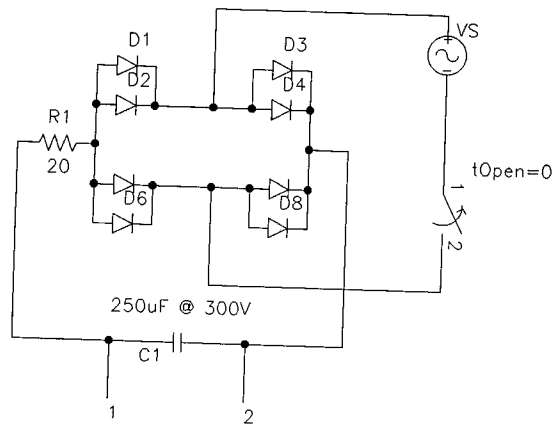 D1
D2
D3
D4
VS
R1
20
D6
D8
tOpen=0
1
2
250uF @ 300V
C1
1
2